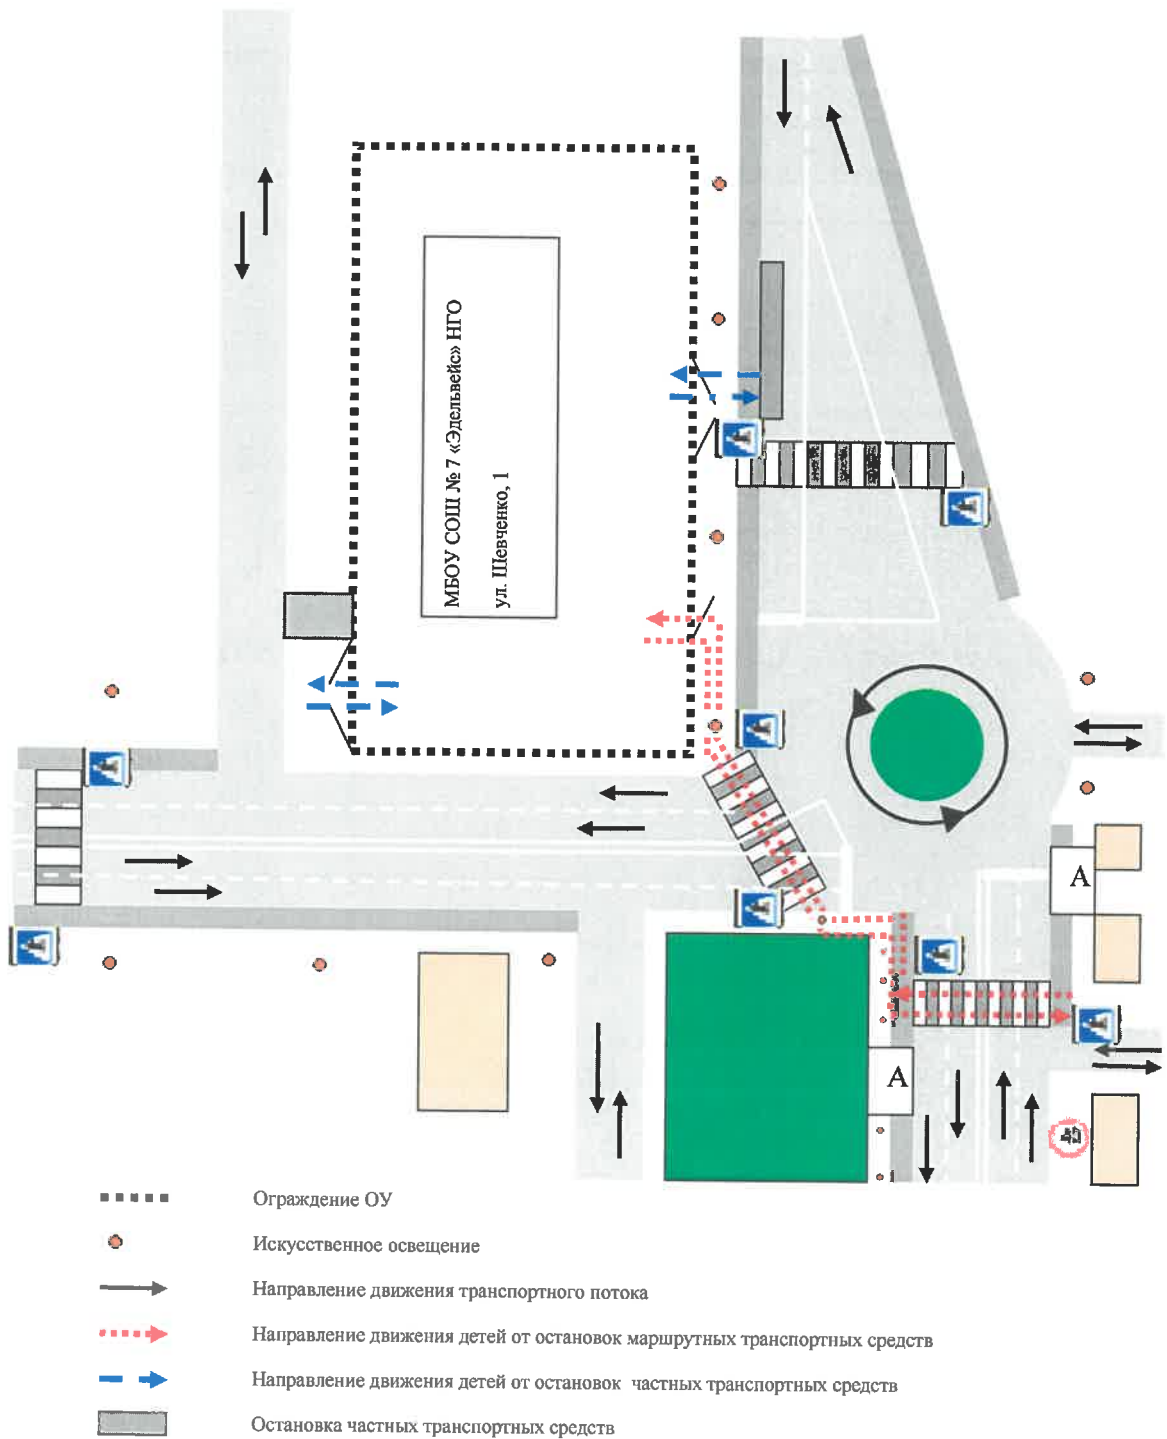 МБОУ СОШ № 7 «Эдельвейс» НГО
ул. Шевченко, 1
А
А
Ограждение ОУ
Искусственное освещение
Направление движения транспортного потока
Направление движения детей от остановок маршрутных транспортных средств
Направление движения детей от остановок частных транспортных средств
Остановка частных транспортных средств